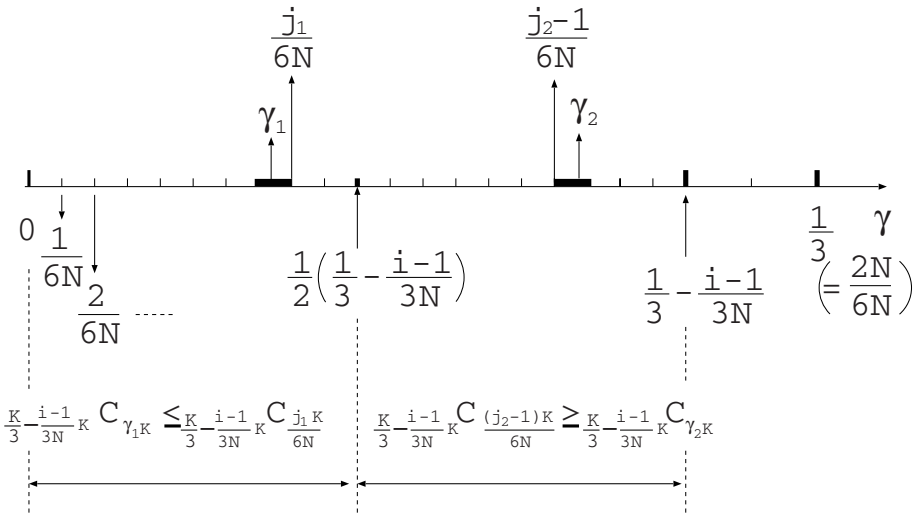 j₁/6N
(j₂−1)/6N
γ₁
γ₂
0
1/6N
2/6N
1/2(1/3 − (i−1)/3N)
1/3 − (i−1)/3N
1/3
γ
(= 2N/6N)
K/3 − (i−1)/3N K C γ₁K ≤ K/3 − (i−1)/3N K C j₁K/6N
K/3 − (i−1)/3N K C (j₂−1)K/6N ≥ K/3 − (i−1)/3N K C γ₂K